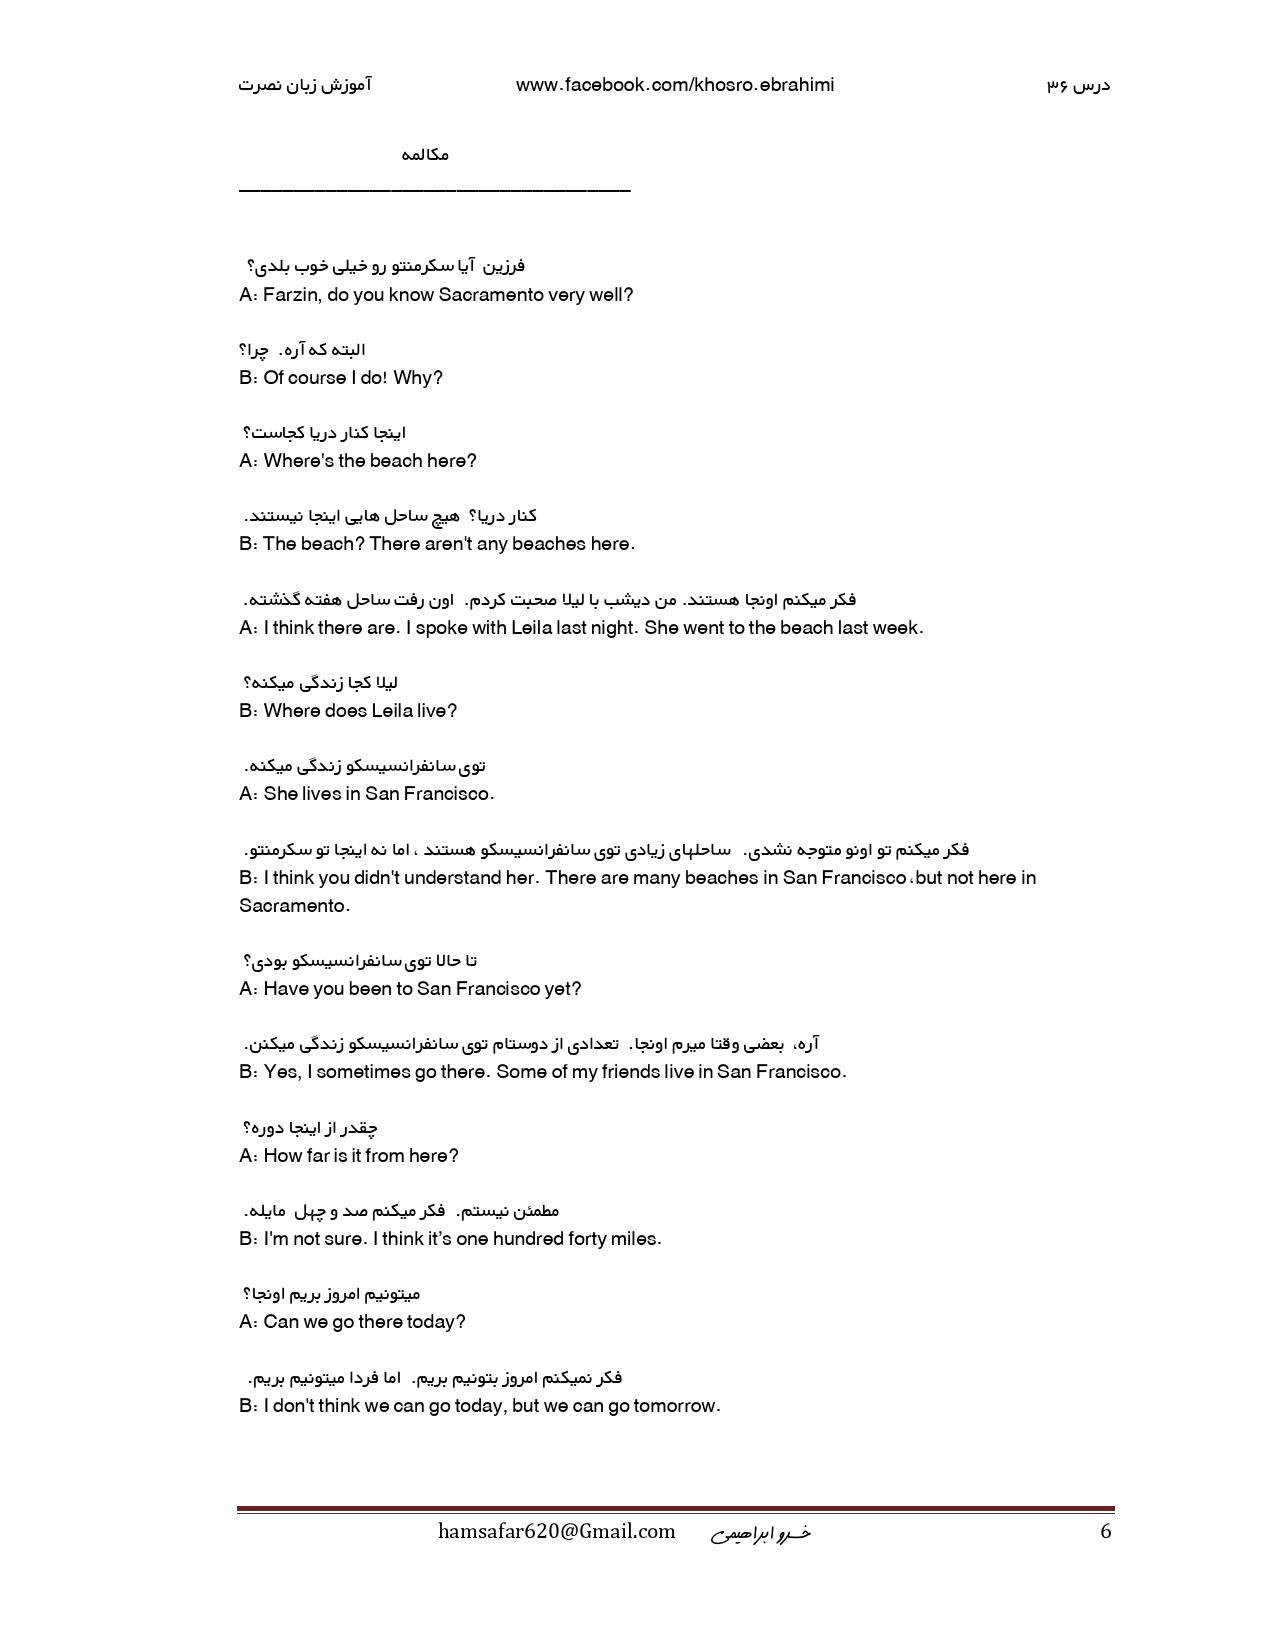 آموزش زبان نصرت www.facebook.com/khosro.ebrahimi درس ۳۶
مکالمه
فرزین آیا سکرمنتو رو خیلی خوب بلدی؟
A: Farzin, do you know Sacramento very well?
البته که آره. چرا؟
B: Of course I do! Why?
اینجا کنار دریا کجاست؟
A: Where's the beach here?
کنار دریا؟ هیچ ساحل هایی اینجا نیستند.
B: The beach? There aren't any beaches here.
فکر میکنم اونجا هستند. من دیشب با لیلا صحبت کردم. اون رفت ساحل هفته گذشته.
A: I think there are. I spoke with Leila last night. She went to the beach last week.
لیلا کجا زندگی میکنه؟
B: Where does Leila live?
توی سانفرانسیسکو زندگی میکنه.
A: She lives in San Francisco.
فکر میکنم تو اونو متوجه نشدی. ساحلهای زیادی توی سانفرانسیسکو هستند ، اما نه اینجا تو سکرمنتو.
B: I think you didn't understand her. There are many beaches in San Francisco،but not here in
Sacramento.
تا حالا توی سانفرانسیسکو بودی؟
A: Have you been to San Francisco yet?
آره، بعضی وقتا میرم اونجا. تعدادی از دوستام توی سانفرانسیسکو زندگی میکنن.
B: Yes, I sometimes go there. Some of my friends live in San Francisco.
چقدر از اینجا دوره؟
A: How far is it from here?
مطمئن نیستم. فکر میکنم صد و چهل مایله.
B: I'm not sure. I think it’s one hundred forty miles.
میتونیم امروز بریم اونجا؟
A: Can we go there today?
فکر نمیکنم امروز بتونیم بریم. اما فردا میتونیم بریم.
B: I don't think we can go today, but we can go tomorrow.
hamsafar620@Gmail.com خسرو ابراهیمی 6